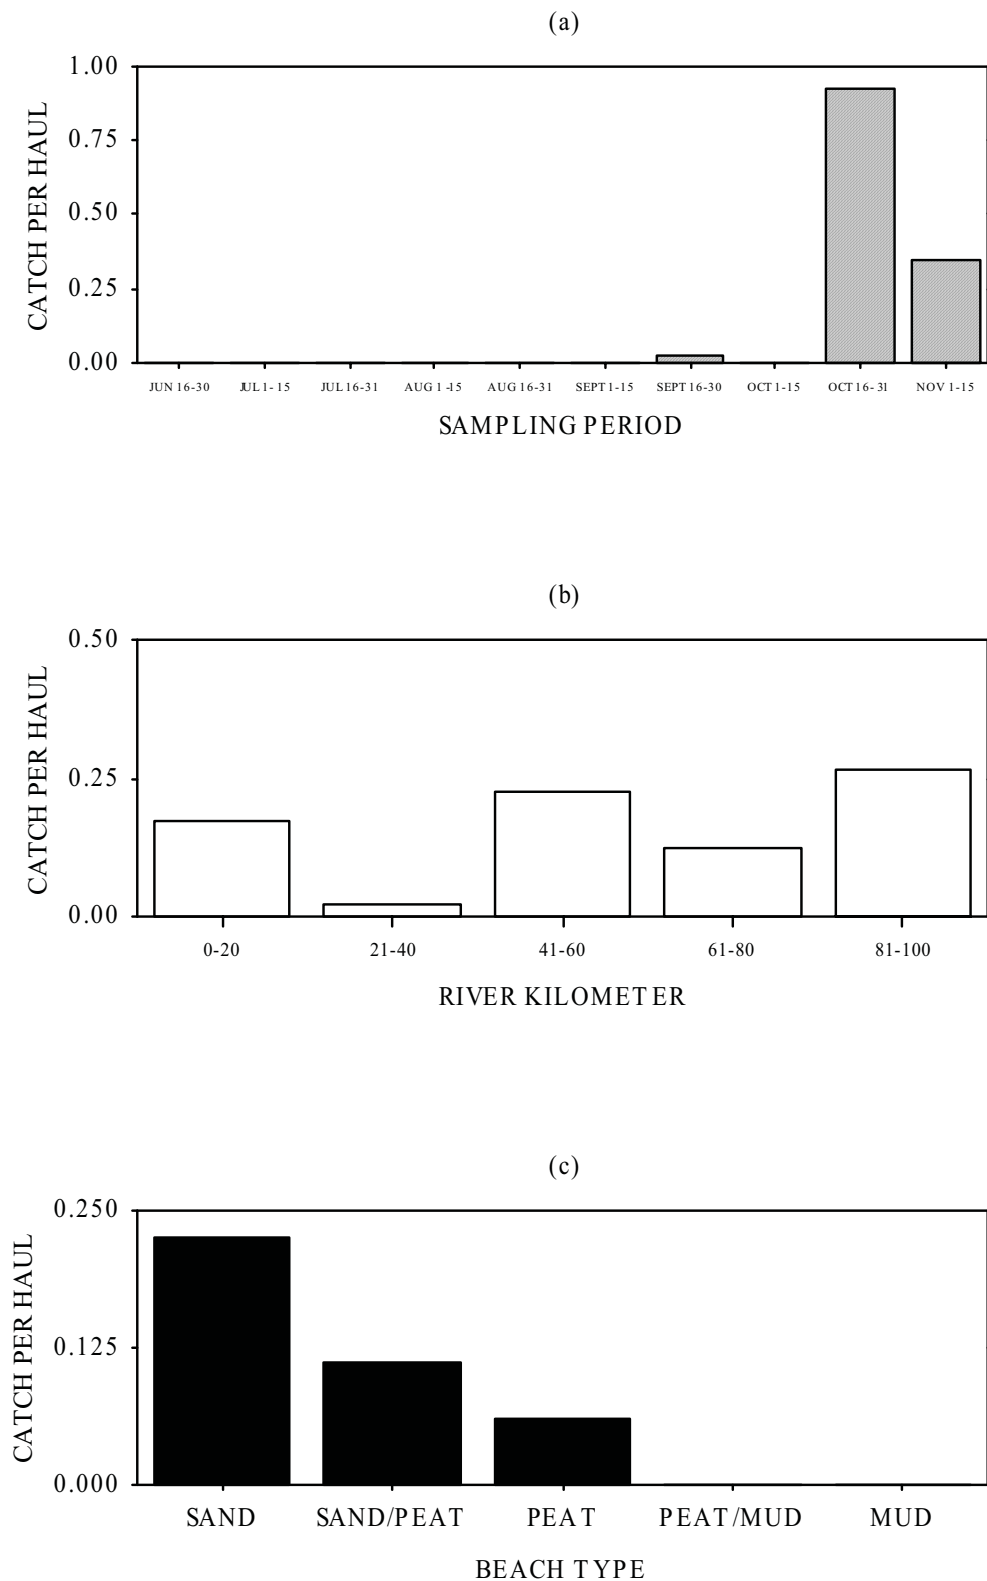 (a)
1.00
0.75
0.50
0.25
0.00
CATCH PER HAUL
JUN 16-30 JUL 1-15 JUL 16-31 AUG 1-15 AUG 16-31 SEPT 1-15 SEPT 16-30 OCT 1-15 OCT 16-31 NOV 1-15
SAMPLING PERIOD
(b)
0.50
0.25
0.00
CATCH PER HAUL
0-20 21-40 41-60 61-80 81-100
RIVER KILOMETER
(c)
0.250
0.125
0.000
CATCH PER HAUL
SAND SAND/PEAT PEAT PEAT/MUD MUD
BEACH TYPE